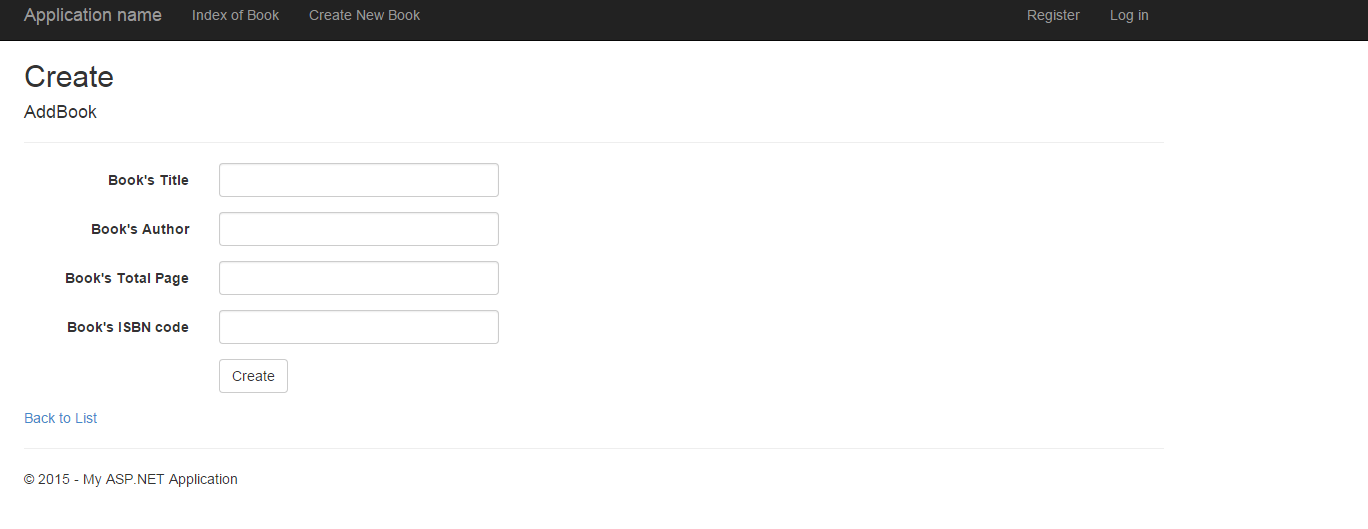 Application name Index of Book Create New Book Register Log in
Create
AddBook
Book's Title
Book's Author
Book's Total Page
Book's ISBN code
Create
Back to List
© 2015 - My ASP.NET Application